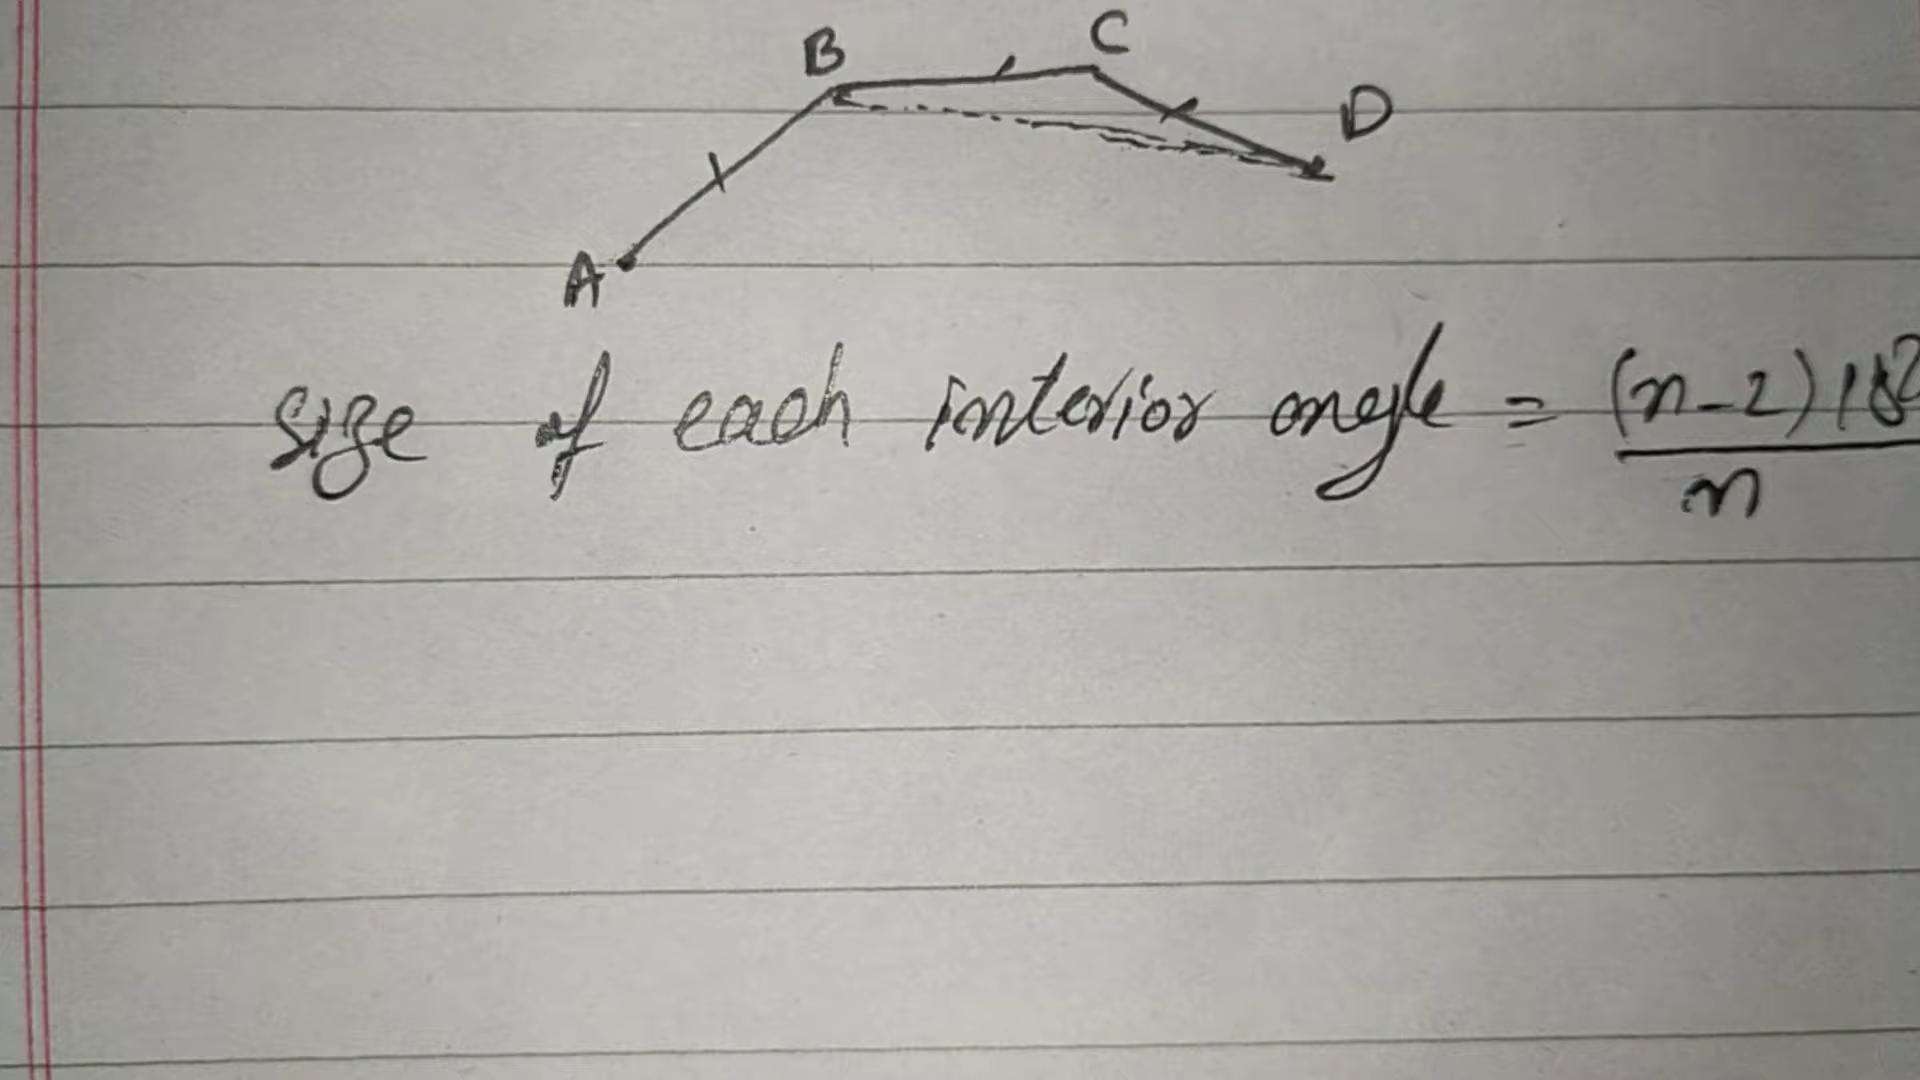 B
C
D
A
Size of each interior angle = (n-2)180
n